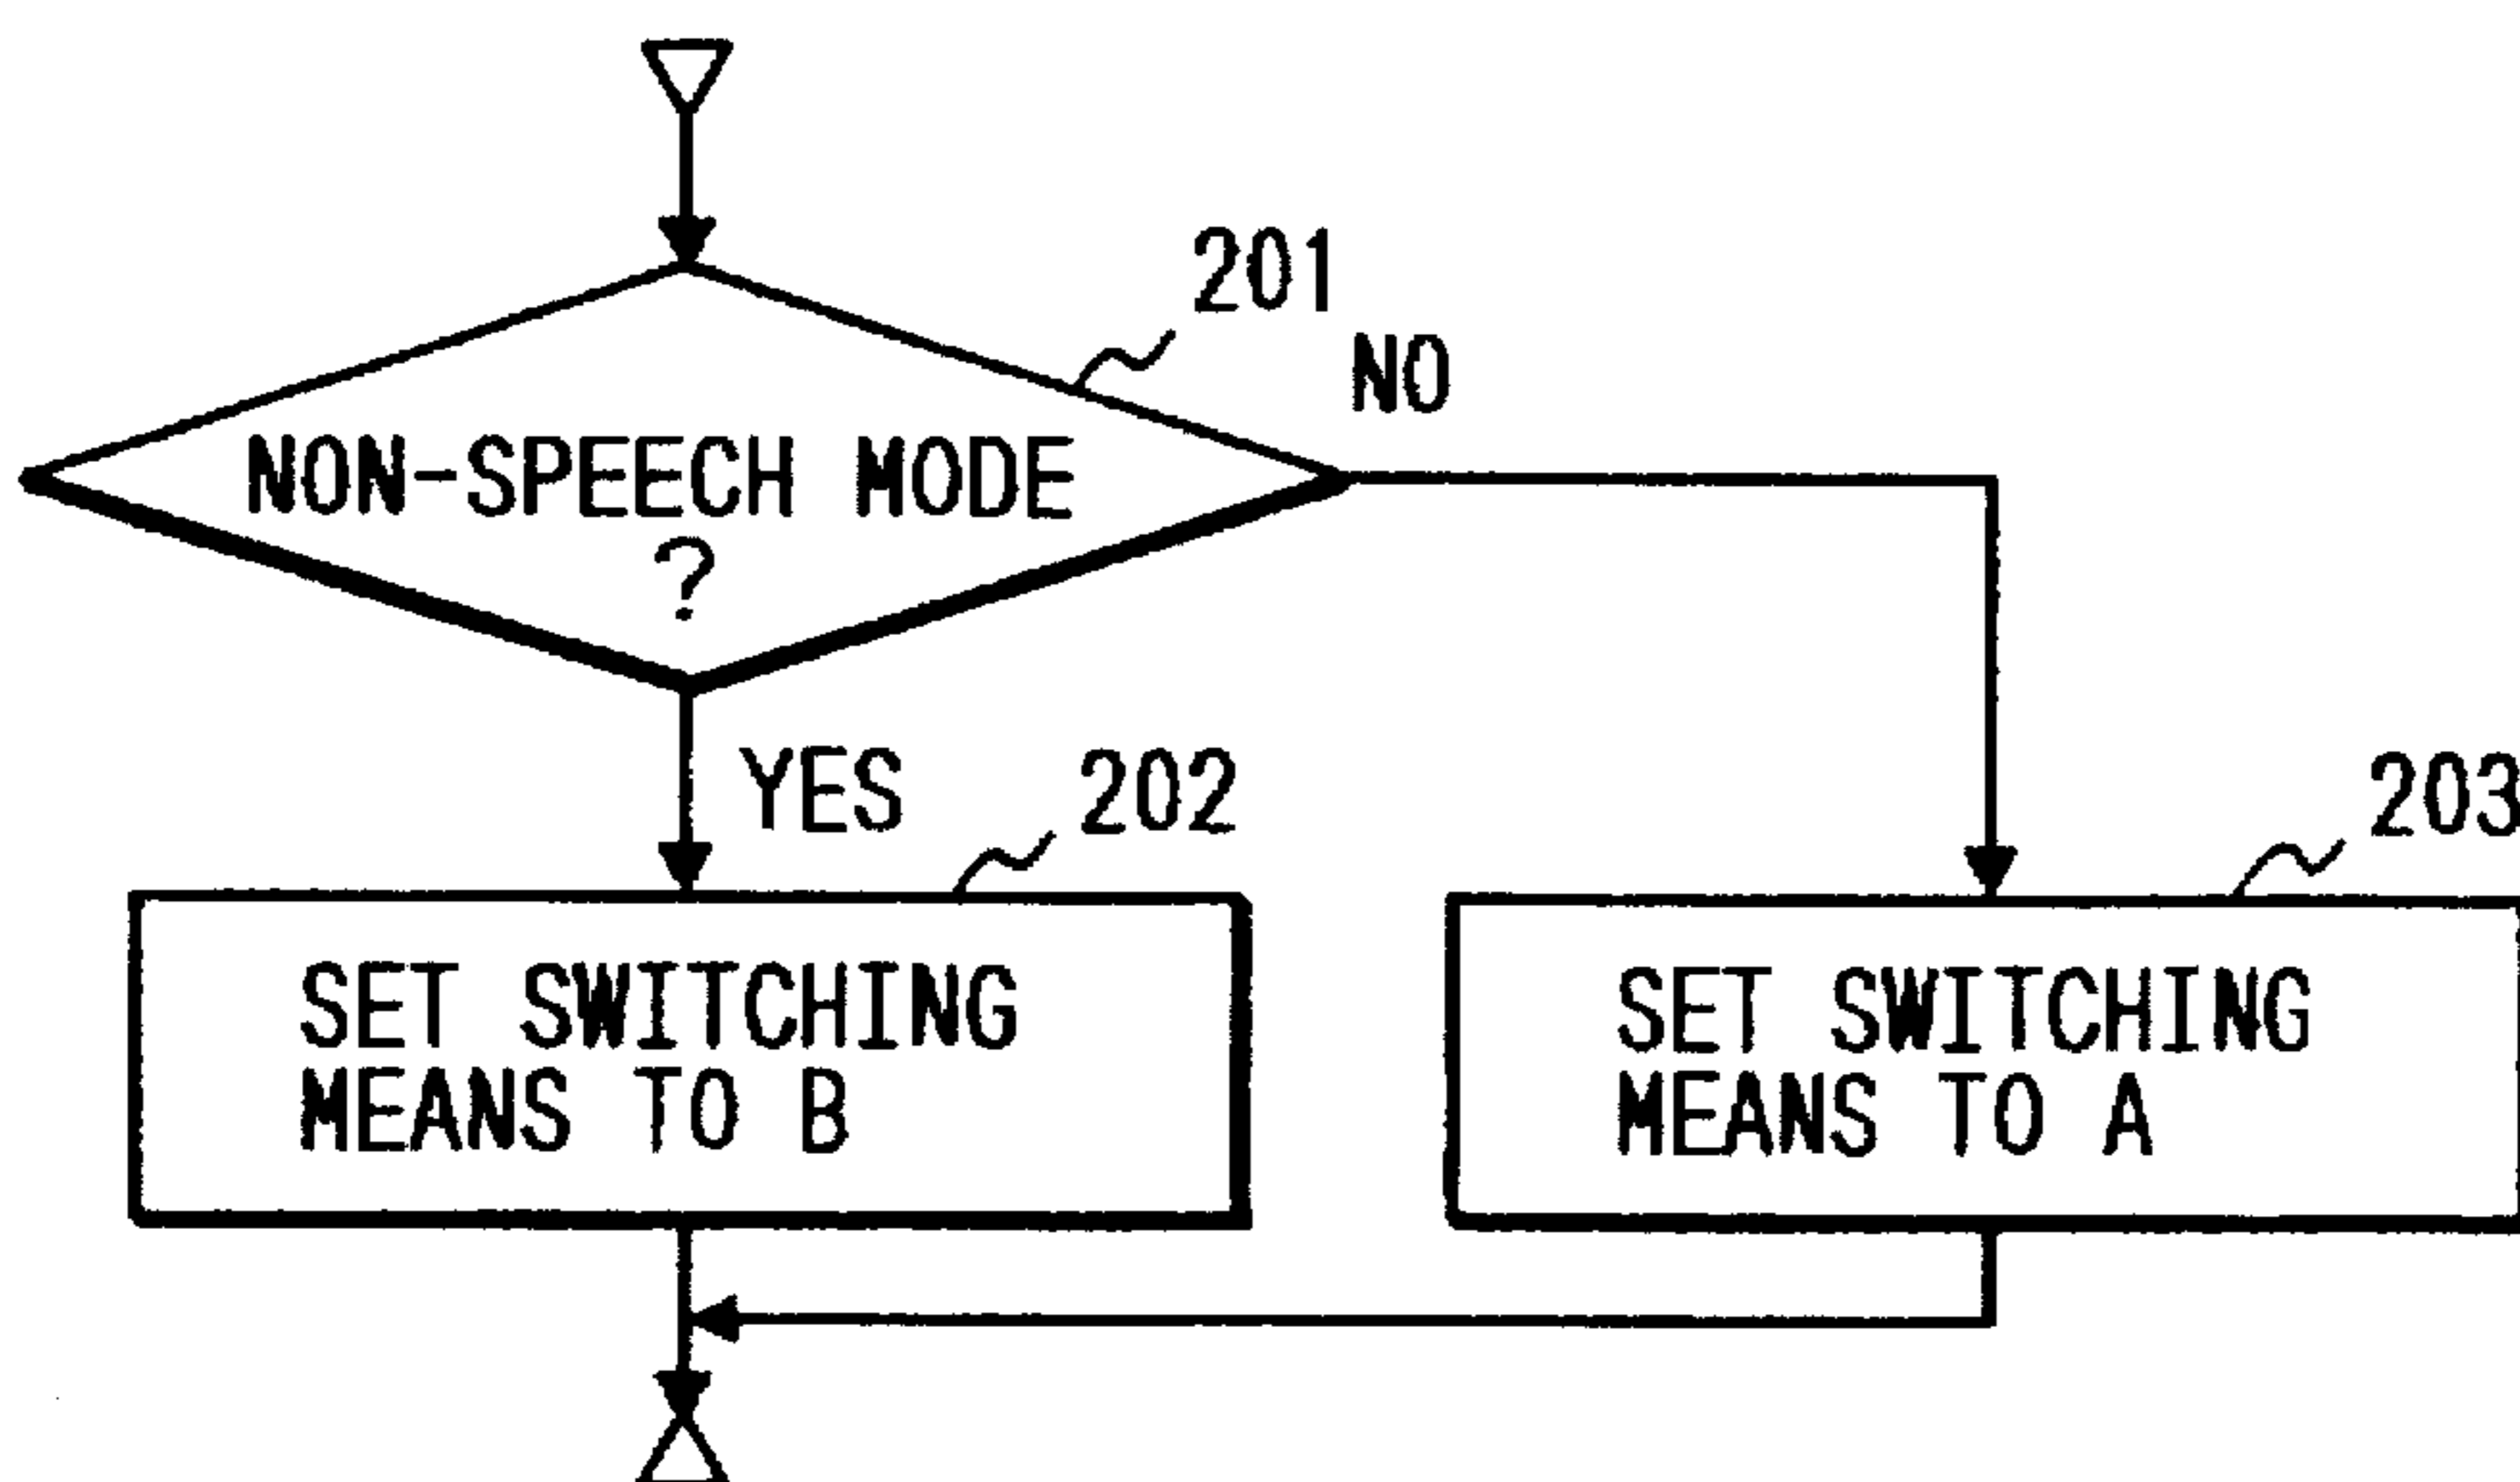 201
NO
NON-SPEECH MODE
?
YES
202
203
SET SWITCHING
MEANS TO B
SET SWITCHING
MEANS TO A